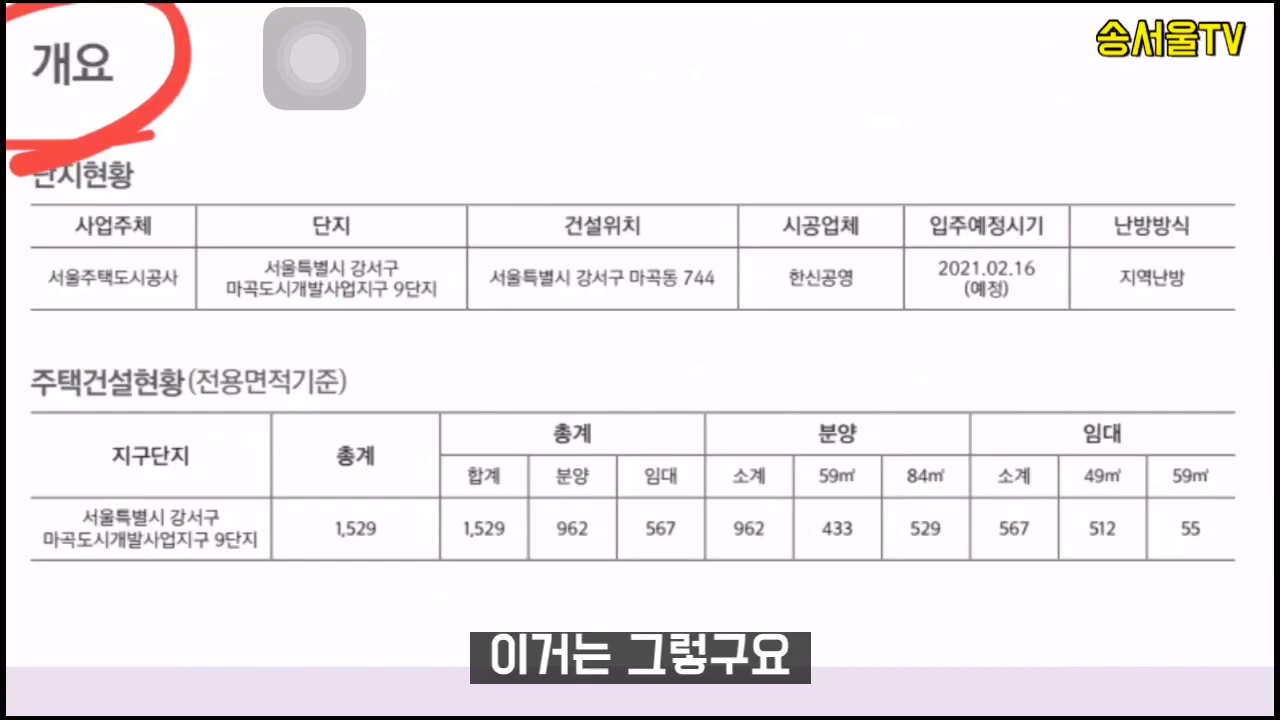 개요
송서울TV
단지현황
사업주체 단지 건설위치 시공업체 입주예정시기 난방방식
서울주택도시공사 서울특별시 강서구 마곡도시개발사업지구 9단지 서울특별시 강서구 마곡동 744 한신공영 2021.02.16 (예정) 지역난방
주택건설현황 (전용면적기준)
지구단지 총계 총계 분양 임대
합계 분양 임대 소계 59㎡ 84㎡ 소계 49㎡ 59㎡
서울특별시 강서구 마곡도시개발사업지구 9단지 1,529 1,529 962 567 962 433 529 567 512 55
이거는 그렇구요